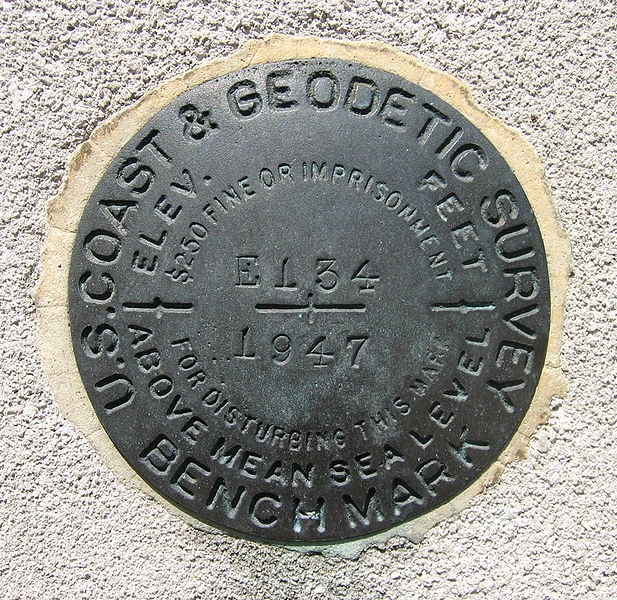 U.S. COAST & GEODETIC SURVEY
BENCH MARK
ELEV.
FEET
ABOVE MEAN SEA LEVEL
$250 FINE OR IMPRISONMENT
FOR DISTURBING THIS MARK
E 134
1947